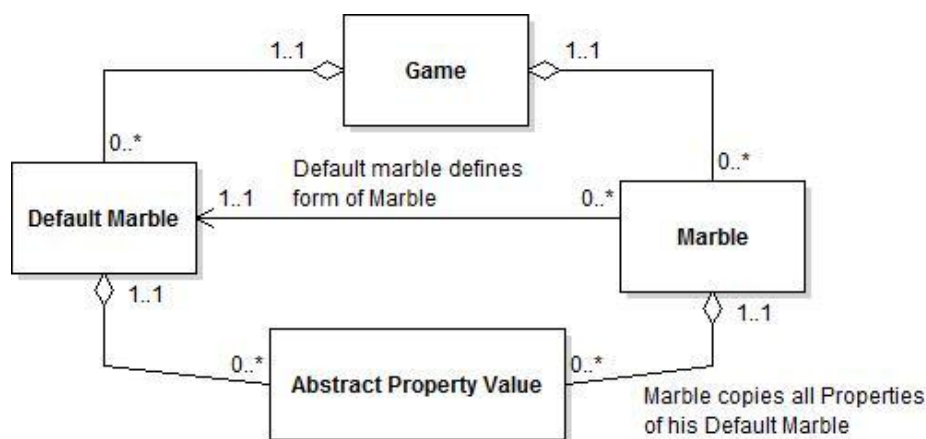 1..1
Game
1..1
0..*
0..*
Default marble defines
form of Marble
1..1
0..*
Default Marble
Marble
1..1
1..1
0..*
0..*
Abstract Property Value
Marble copies all Properties
of his Default Marble